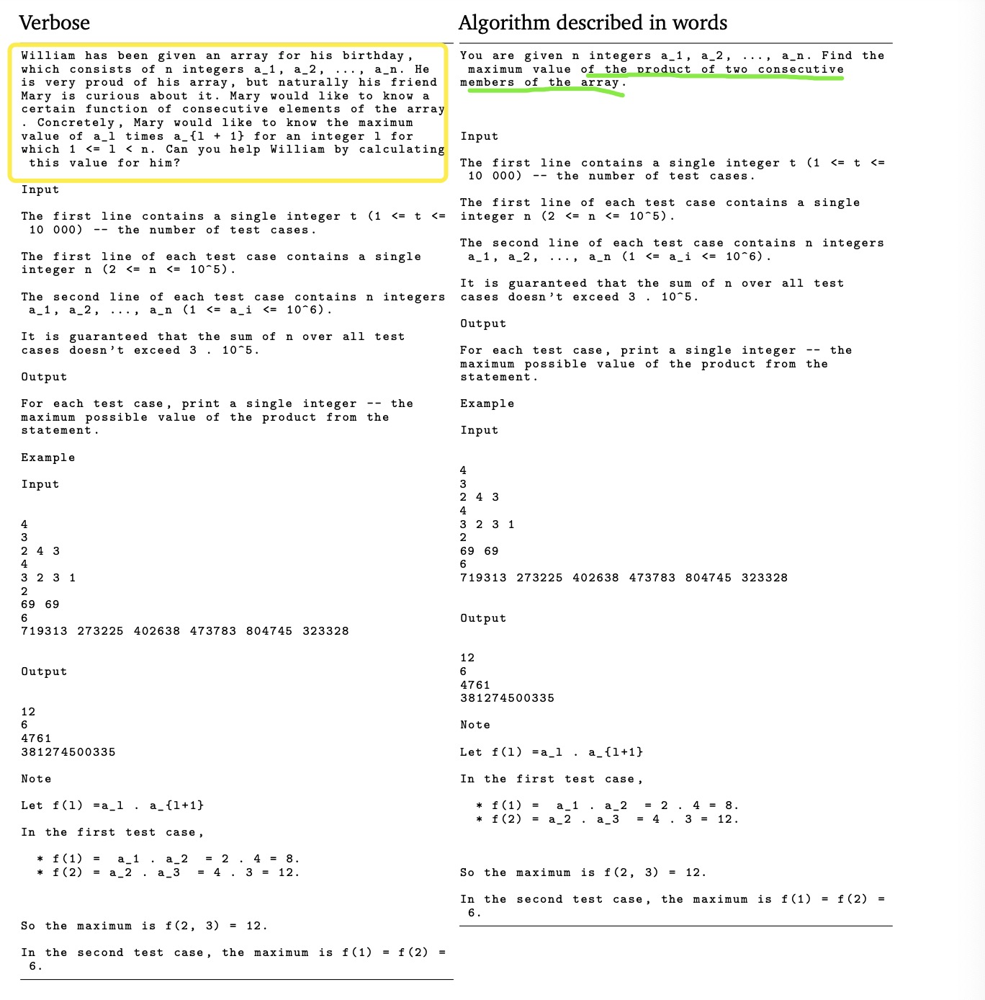 Verbose
William has been given an array for his birthday,
which consists of n integers a_1, a_2, ..., a_n. He
is very proud of his array, but naturally his friend
Mary is curious about it. Mary would like to know a
certain function of consecutive elements of the array
. Concretely, Mary would like to know the maximum
value of a_l times a_{l + 1} for an integer l for
which 1 <= l < n. Can you help William by calculating
this value for him?
Input
The first line contains a single integer t (1 <= t <=
10 000) -- the number of test cases.
The first line of each test case contains a single
integer n (2 <= n <= 10^5).
The second line of each test case contains n integers
a_1, a_2, ..., a_n (1 <= a_i <= 10^6).
It is guaranteed that the sum of n over all test
cases doesn't exceed 3 . 10^5.
Output
For each test case, print a single integer -- the
maximum possible value of the product from the
statement.
Example
Input
4
3
2 4 3
4
3 2 3 1
2
69 69
6
719313 273225 402638 473783 804745 323328
Output
12
6
4761
381274500335
Note
Let f(l) =a_l . a_{l+1}
In the first test case,
* f(1) = a_1 . a_2 = 2 . 4 = 8.
* f(2) = a_2 . a_3 = 4 . 3 = 12.
So the maximum is f(2, 3) = 12.
In the second test case, the maximum is f(1) = f(2) =
6.
Algorithm described in words
You are given n integers a_1, a_2, ..., a_n. Find the
maximum value of the product of two consecutive
members of the array.
Input
The first line contains a single integer t (1 <= t <=
10 000) -- the number of test cases.
The first line of each test case contains a single
integer n (2 <= n <= 10^5).
The second line of each test case contains n integers
a_1, a_2, ..., a_n (1 <= a_i <= 10^6).
It is guaranteed that the sum of n over all test
cases doesn't exceed 3 . 10^5.
Output
For each test case, print a single integer -- the
maximum possible value of the product from the
statement.
Example
Input
4
3
2 4 3
4
3 2 3 1
2
69 69
6
719313 273225 402638 473783 804745 323328
Output
12
6
4761
381274500335
Note
Let f(l) =a_l . a_{l+1}
In the first test case,
* f(1) = a_1 . a_2 = 2 . 4 = 8.
* f(2) = a_2 . a_3 = 4 . 3 = 12.
So the maximum is f(2, 3) = 12.
In the second test case, the maximum is f(1) = f(2) =
6.